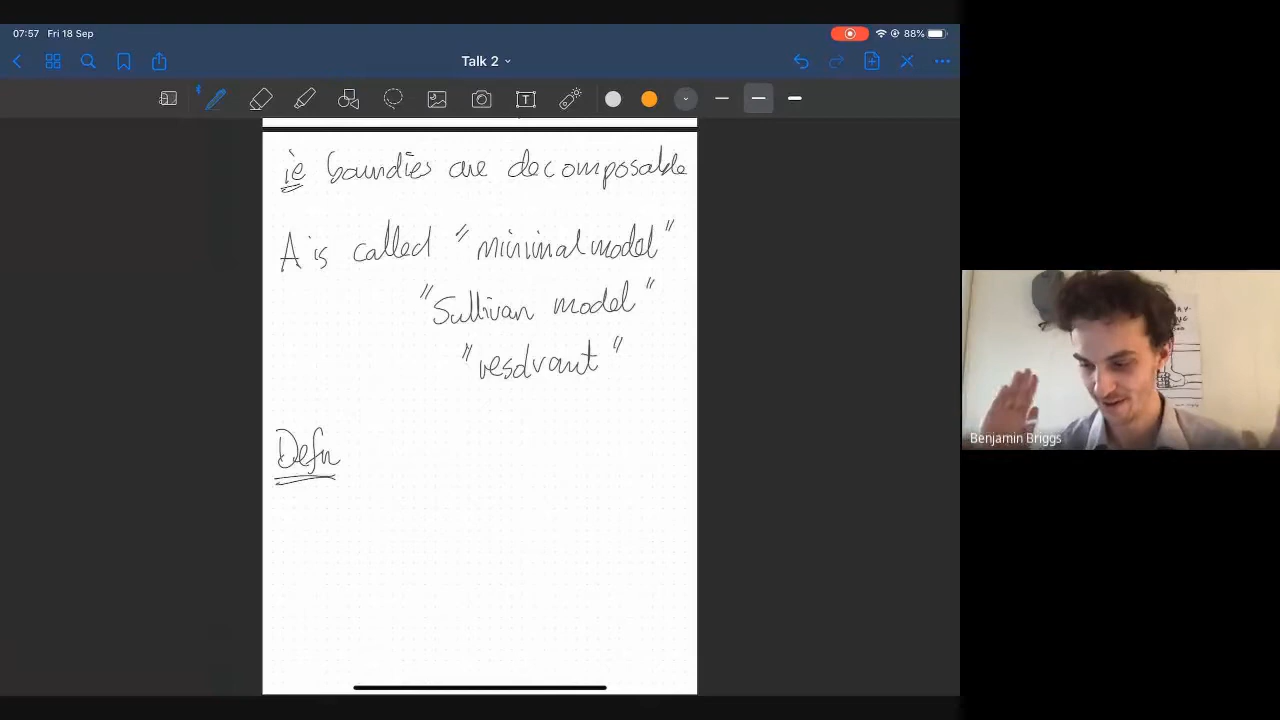 07:57 Fri 18 Sep
88%
Talk 2
ie boundies are decomposable
A is called "minimal model"
"Sullivan model"
"resolvant"
Defn
Benjamin Briggs